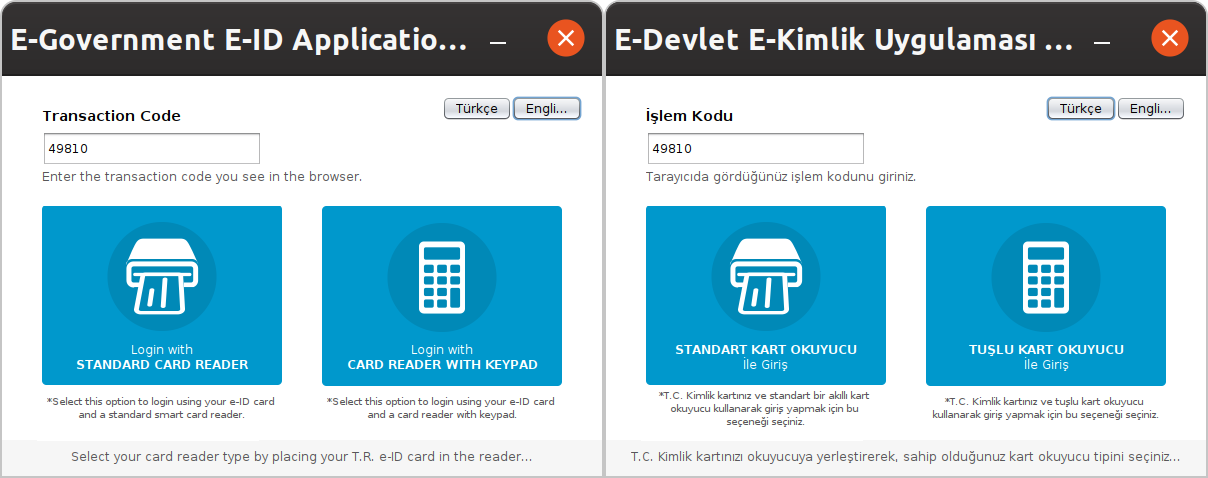 E-Government E-ID Applicatio...
Türkçe
Engli...
Transaction Code
49810
Enter the transaction code you see in the browser.
Login with
STANDARD CARD READER
*Select this option to login using your e-ID card
and a standard smart card reader.
Login with
CARD READER WITH KEYPAD
*Select this option to login using your e-ID card
and a card reader with keypad.
Select your card reader type by placing your T.R. e-ID card in the reader...
E-Devlet E-Kimlik Uygulaması ...
Türkçe
Engli...
İşlem Kodu
49810
Tarayıcıda gördüğünüz işlem kodunu giriniz.
STANDART KART OKUYUCU
İle Giriş
*T.C. Kimlik kartınız ve standart bir akıllı kart
okuyucu kullanarak giriş yapmak için bu
seçeneği seçiniz.
TUŞLU KART OKUYUCU
İle Giriş
*T.C. Kimlik kartınız ve tuşlu kart okuyucu
kullanarak giriş yapmak için bu seçeneği seçiniz.
T.C. Kimlik kartınızı okuyucuya yerleştirerek, sahip olduğunuz kart okuyucu tipini seçiniz...